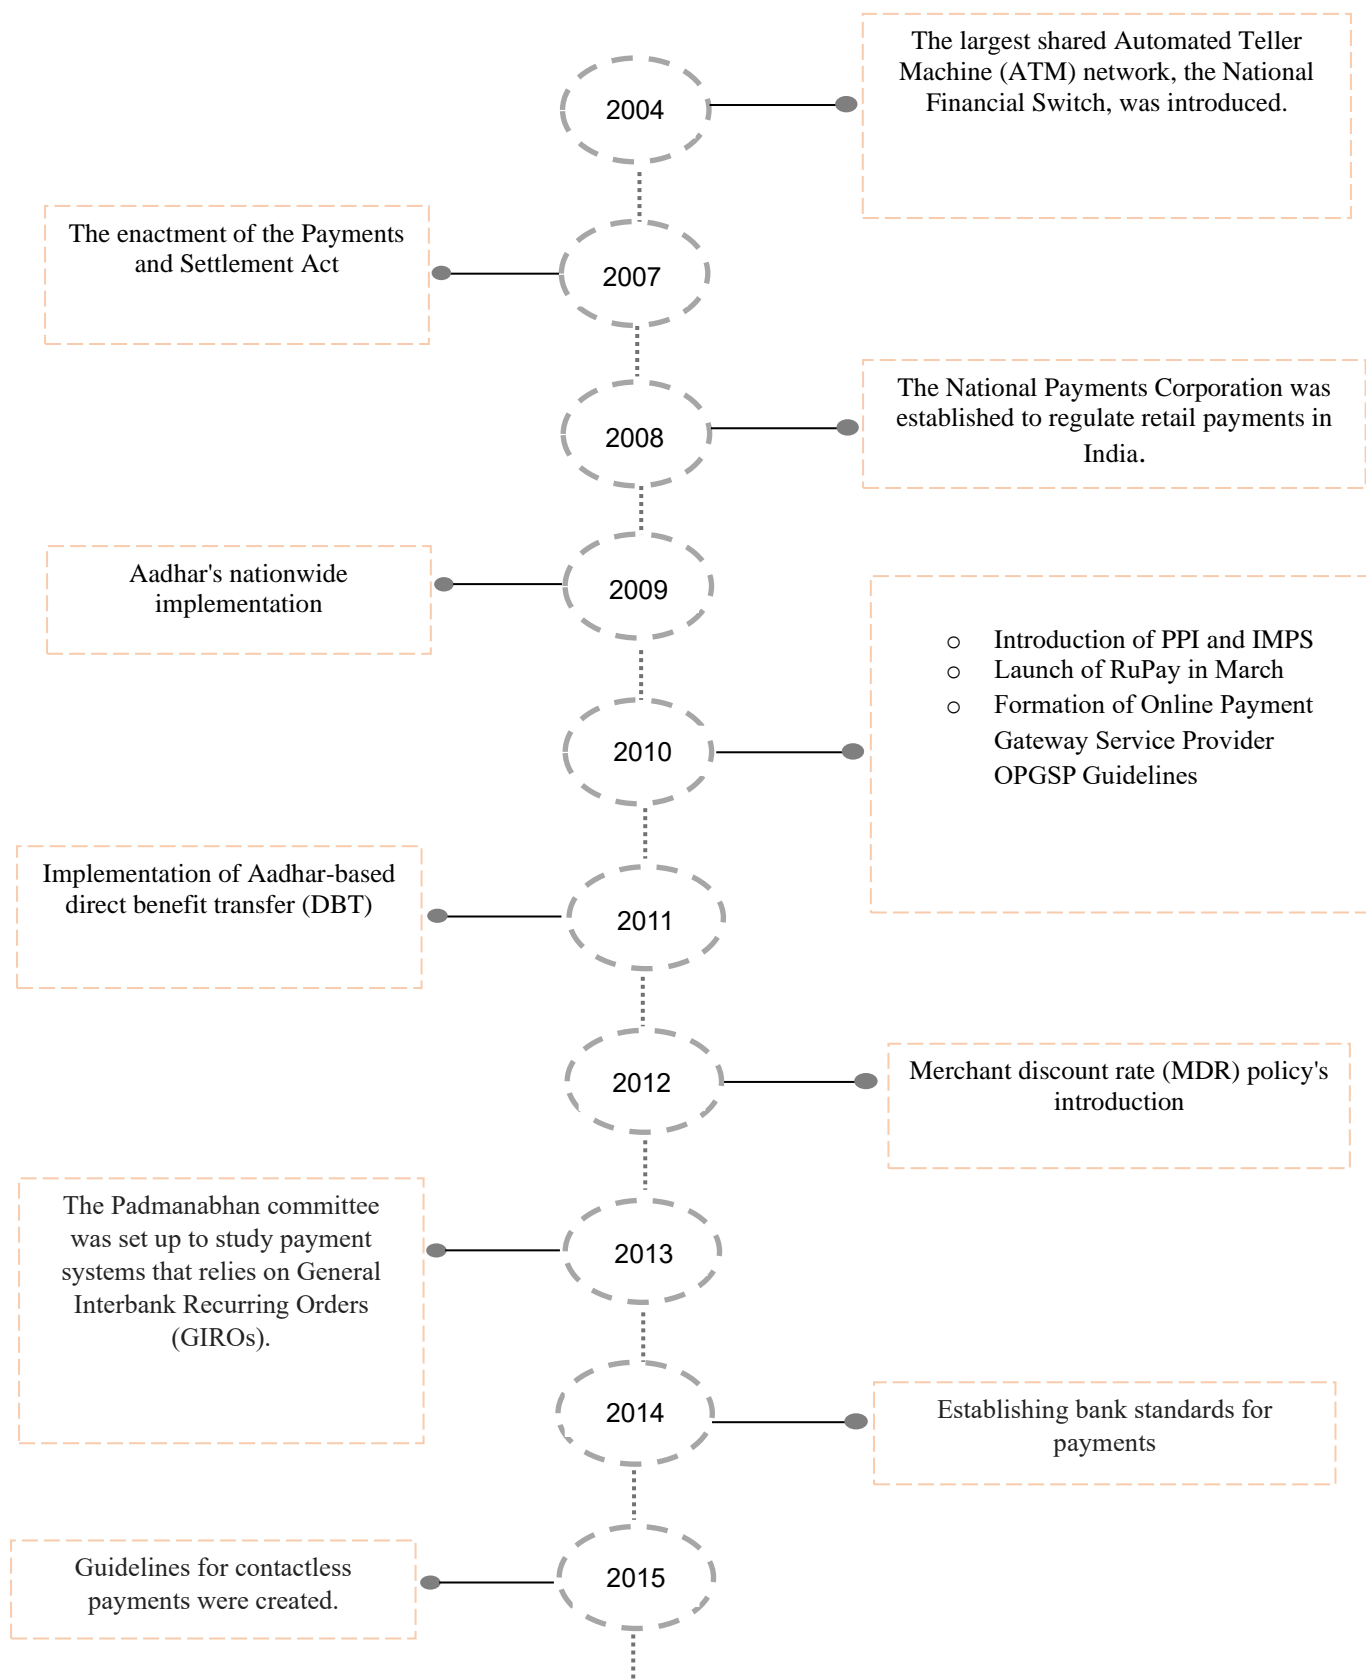 The largest shared Automated Teller
Machine (ATM) network, the National
Financial Switch, was introduced.
2004
The enactment of the Payments
and Settlement Act
2007
The National Payments Corporation was
established to regulate retail payments in
India.
2008
Aadhar's nationwide
implementation
2009
o Introduction of PPI and IMPS
o Launch of RuPay in March
o Formation of Online Payment
Gateway Service Provider
OPGSP Guidelines
2010
Implementation of Aadhar-based
direct benefit transfer (DBT)
2011
Merchant discount rate (MDR) policy's
introduction
2012
The Padmanabhan committee
was set up to study payment
systems that relies on General
Interbank Recurring Orders
(GIROs).
2013
Establishing bank standards for
payments
2014
Guidelines for contactless
payments were created.
2015